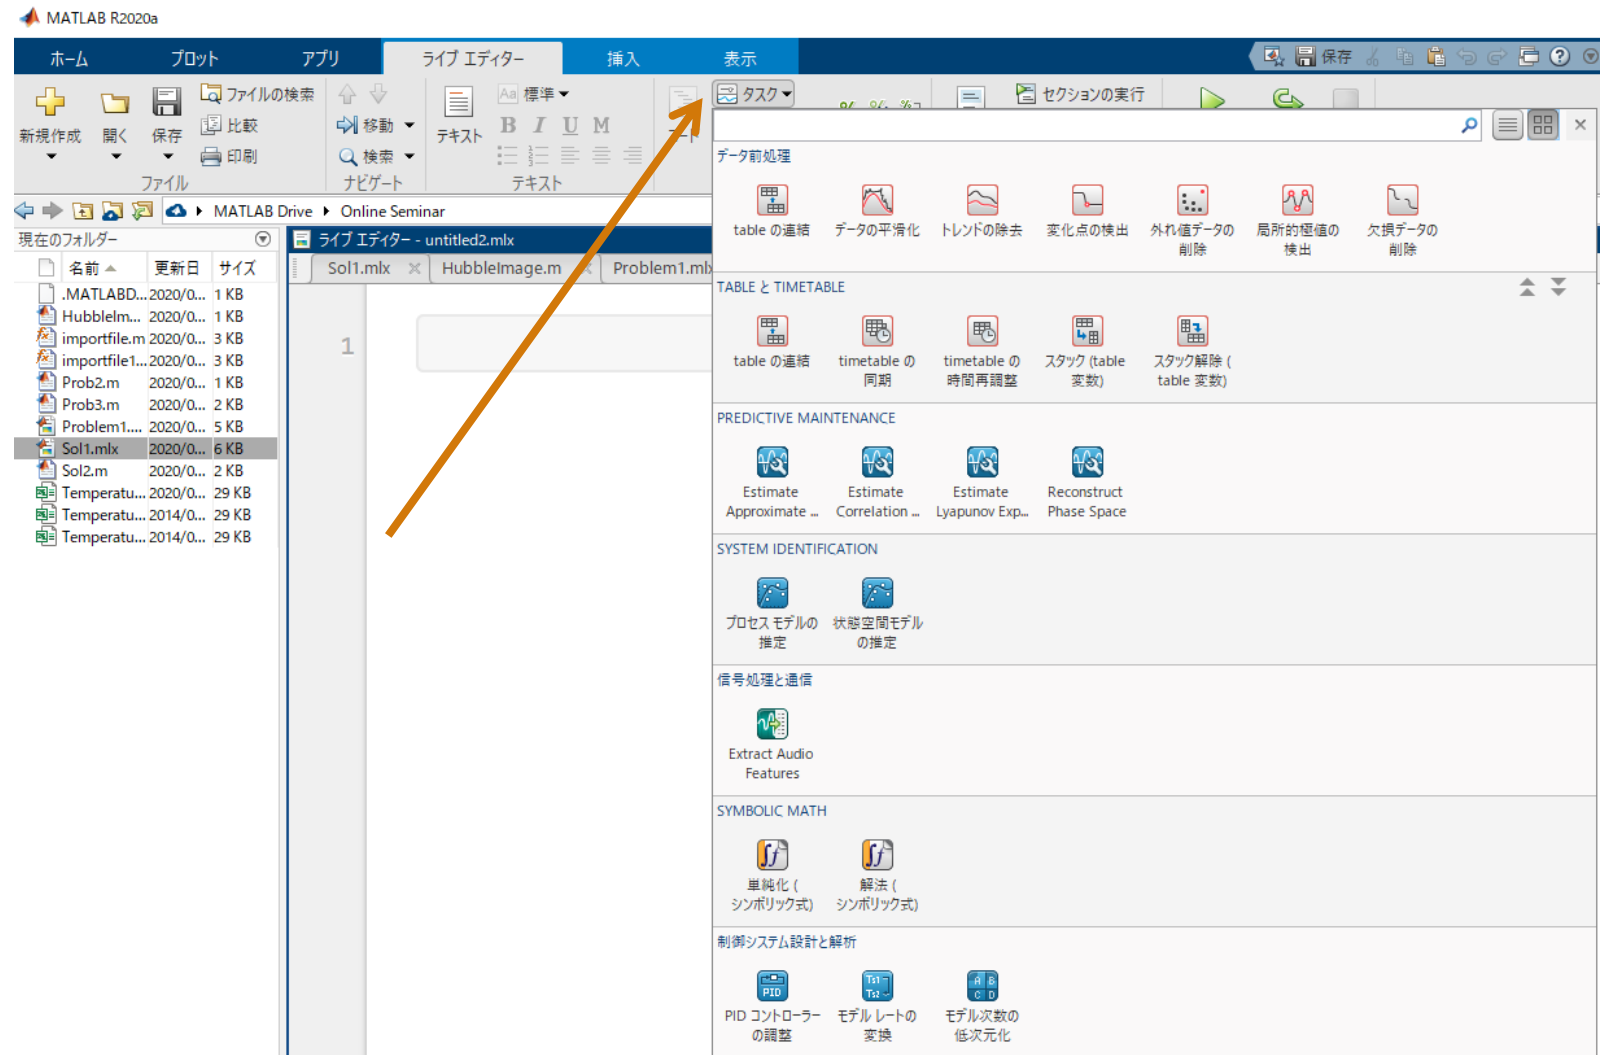 MATLAB R2020a
ホーム
プロット
アプリ
ライブ エディター
挿入
表示
保存
新規作成
開く
保存
ファイルの検索
比較
印刷
ファイル
移動
検索
ナビゲート
テキスト
Aa 標準
B I U M
テキスト
タスク
セクションの実行
MATLAB Drive
Online Seminar
現在のフォルダー
名前 更新日 サイズ
.MATLABD... 2020/0... 1 KB
HubbleIm... 2020/0... 1 KB
importfile.m 2020/0... 3 KB
importfile1... 2020/0... 3 KB
Prob2.m 2020/0... 1 KB
Prob3.m 2020/0... 2 KB
Problem1.... 2020/0... 5 KB
Sol1.mlx 2020/0... 6 KB
Sol2.m 2020/0... 2 KB
Temperatu... 2020/0... 29 KB
Temperatu... 2014/0... 29 KB
Temperatu... 2014/0... 29 KB
ライブ エディター - untitled2.mlx
Sol1.mlx
HubbleImage.m
Problem1.mlx
1
データ前処理
table の連結
データの平滑化
トレンドの除去
変化点の検出
外れ値データの
削除
局所的極値の
検出
欠損データの
削除
TABLE と TIMETABLE
table の連結
timetable の
同期
timetable の
時間再調整
スタック (table
変数)
スタック解除 (
table 変数)
PREDICTIVE MAINTENANCE
Estimate
Approximate ...
Estimate
Correlation ...
Estimate
Lyapunov Exp...
Reconstruct
Phase Space
SYSTEM IDENTIFICATION
プロセス モデルの
推定
状態空間モデル
の推定
信号処理と通信
Extract Audio
Features
SYMBOLIC MATH
単純化 (
シンボリック式)
解法 (
シンボリック式)
制御システム設計と解析
PID
PID コントローラー
の調整
Ts1
Ts2
モデル レートの
変換
A B
C D
モデル次数の
低次元化